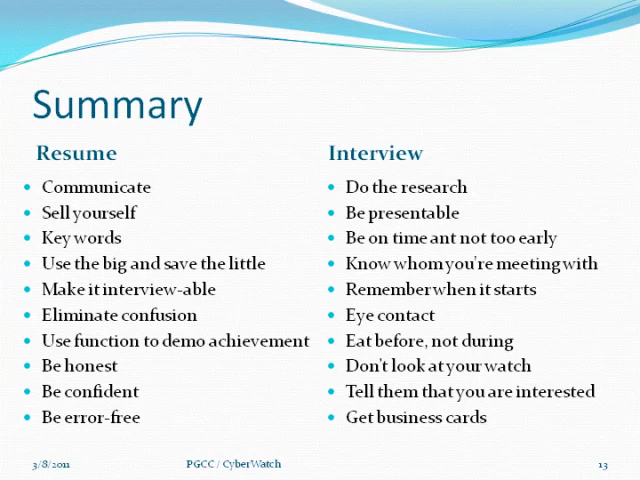 Summary
Resume
Communicate
Sell yourself
Key words
Use the big and save the little
Make it interview-able
Eliminate confusion
Use function to demo achievement
Be honest
Be confident
Be error-free
Interview
Do the research
Be presentable
Be on time ant not too early
Know whom you're meeting with
Remember when it starts
Eye contact
Eat before, not during
Don't look at your watch
Tell them that you are interested
Get business cards
3/8/2011
PGCC / CyberWatch
13